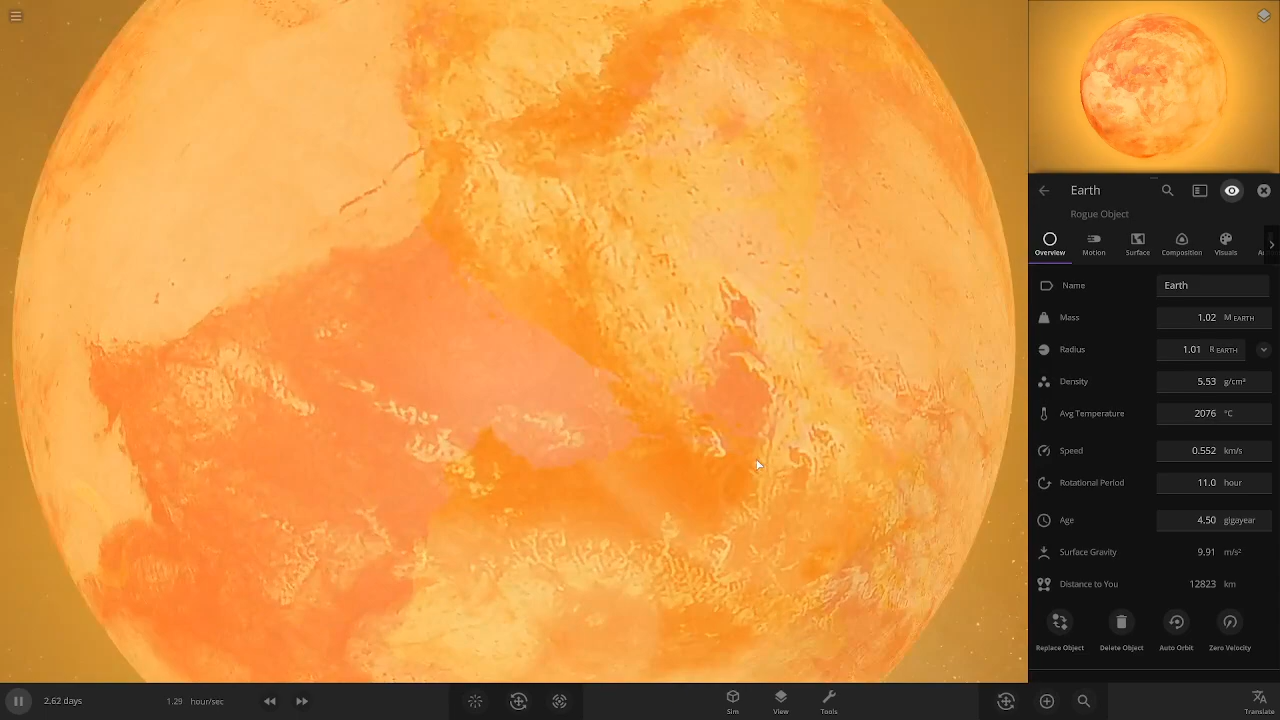 Earth
Rogue Object
Overview Motion Surface Composition Visuals
Name Earth
Mass 1.02 M EARTH
Radius 1.01 R EARTH
Density 5.53 g/cm³
Avg Temperature 2076 °C
Speed 0.552 km/s
Rotational Period 11.0 hour
Age 4.50 gigayear
Surface Gravity 9.91 m/s²
Distance to You 12823 km
Replace Object Delete Object Auto Orbit Zero Velocity
2.62 days 1.29 hour/sec Sim View Tools Translate